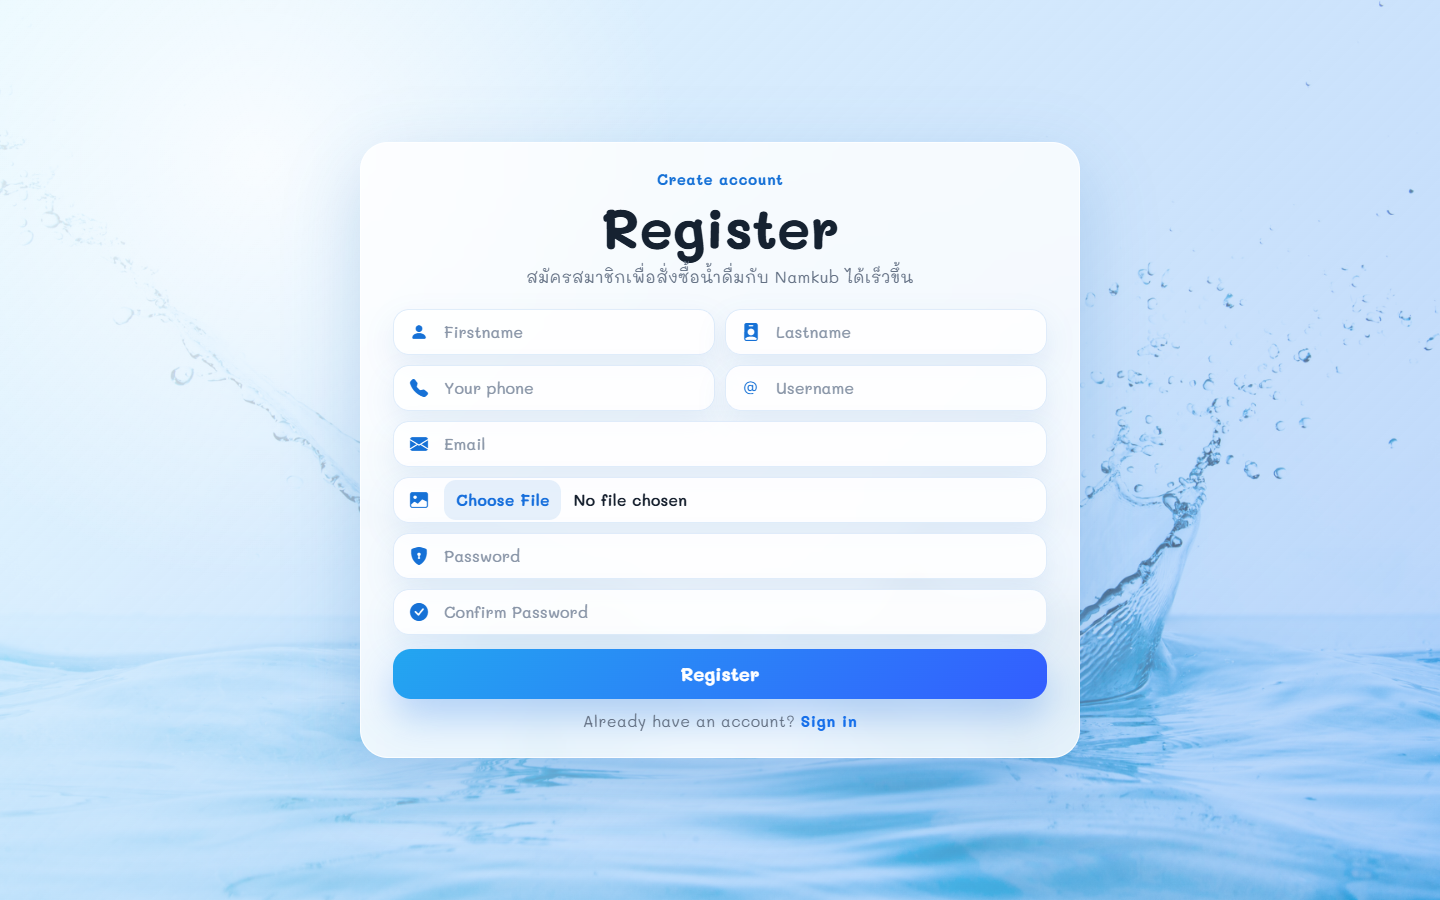 Create account
Register
สมัครสมาชิกเพื่อสั่งซื้อน้ำดื่มกับ Namkub ได้เร็วขึ้น
Firstname
Lastname
Your phone
@ Username
Email
Choose File No file chosen
Password
Confirm Password
Register
Already have an account? Sign in